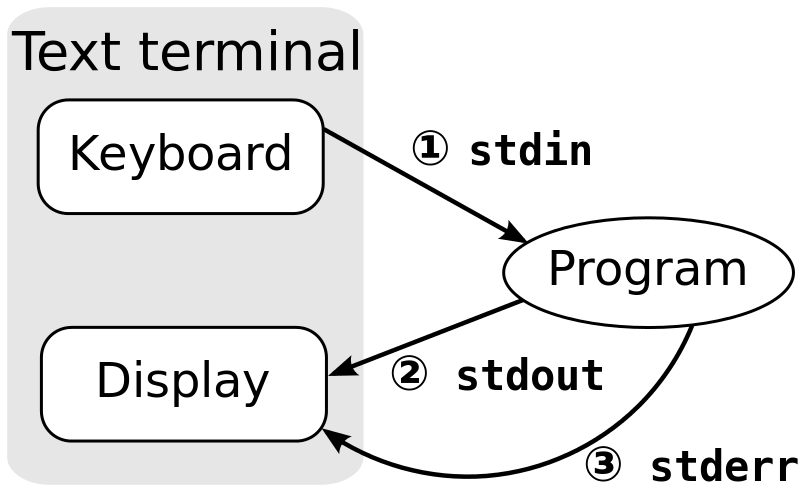 Text terminal
Keyboard
① stdin
Program
Display
② stdout
③ stderr